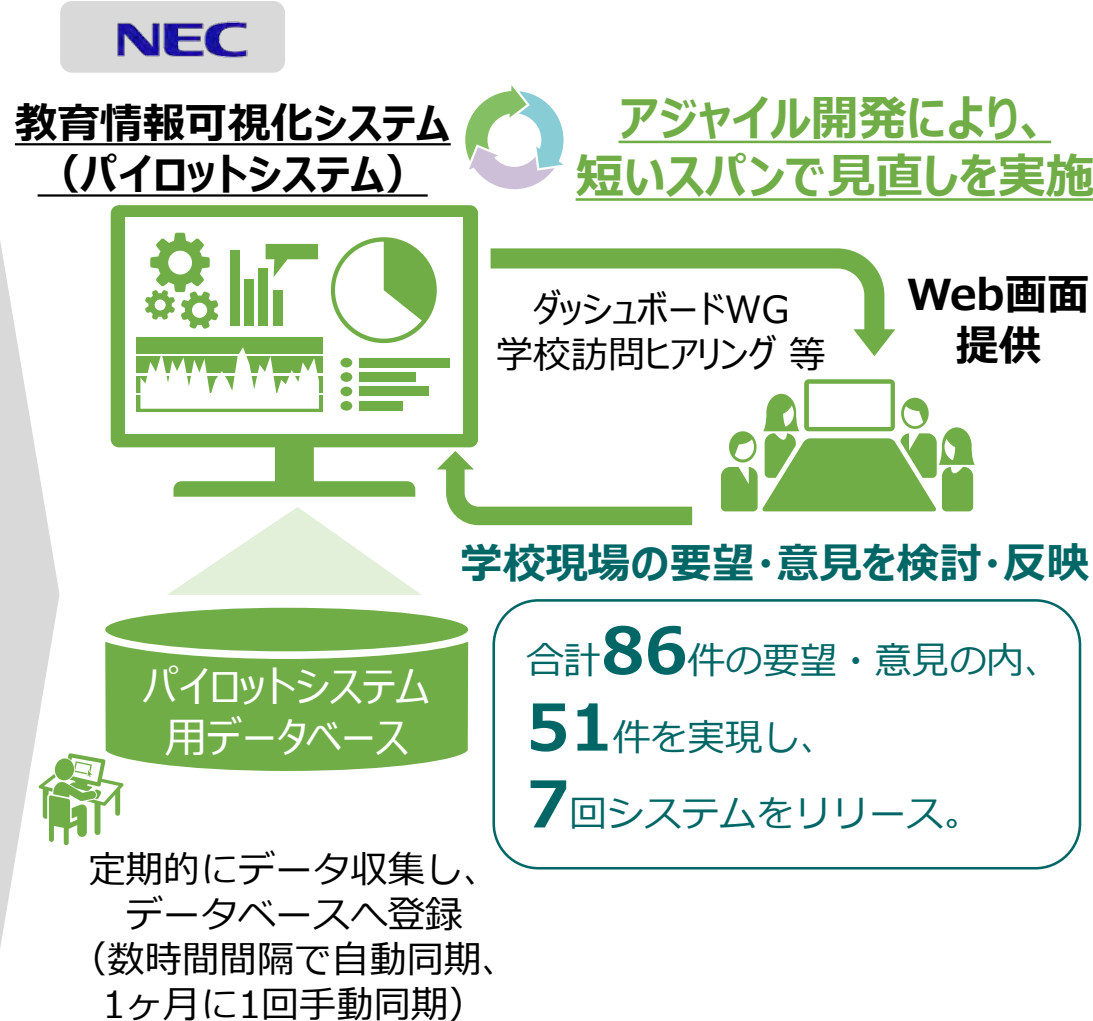 NEC
教育情報可視化システム
（パイロットシステム）
アジャイル開発により、
短いスパンで見直しを実施
ダッシュボードWG
学校訪問ヒアリング 等
Web画面
提供
学校現場の要望・意見を検討・反映
パイロットシステム
用データベース
合計86件の要望・意見の内、
51件を実現し、
7回システムをリリース。
定期的にデータ収集し、
データベースへ登録
（数時間間隔で自動同期、
1ヶ月に1回手動同期）